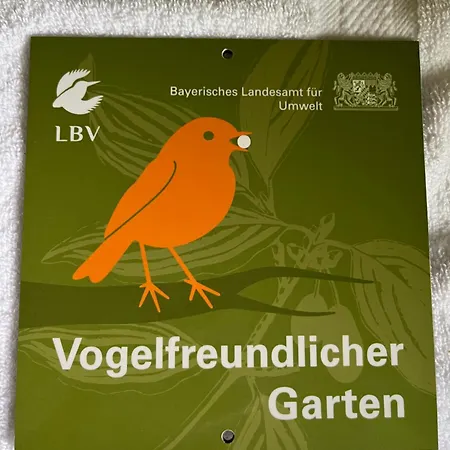 LBV
Bayerisches Landesamt für
Umwelt
Vogelfreundlicher
Garten